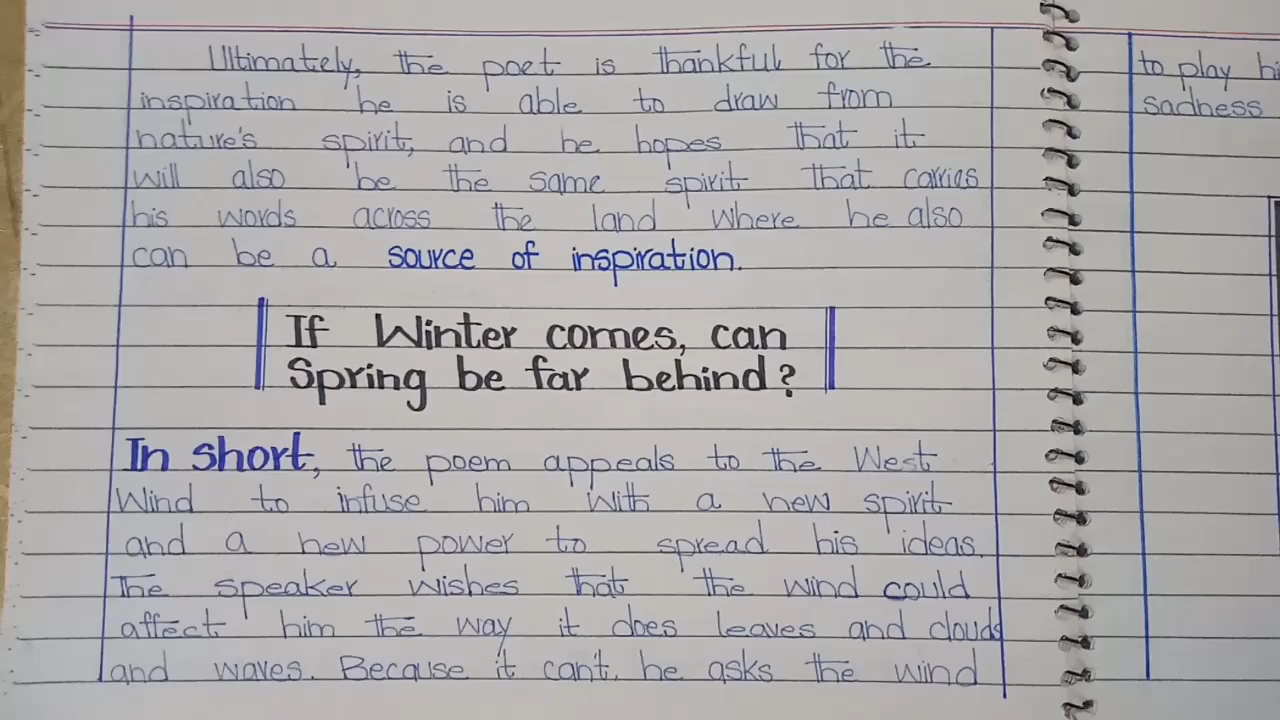 Ultimately, the poet is thankful for the
inspiration he is able to draw from
nature's spirit, and he hopes that it
will also be the same spirit that carries
his words across the land where he also
can be a source of inspiration.
If Winter comes, can
Spring be far behind?
In short, the poem appeals to the West
Wind to infuse him with a new spirit
and a new power to spread his ideas.
The speaker wishes that the wind could
affect him the way it does leaves and clouds
and waves. Because it can't, he asks the wind
to play
sadness